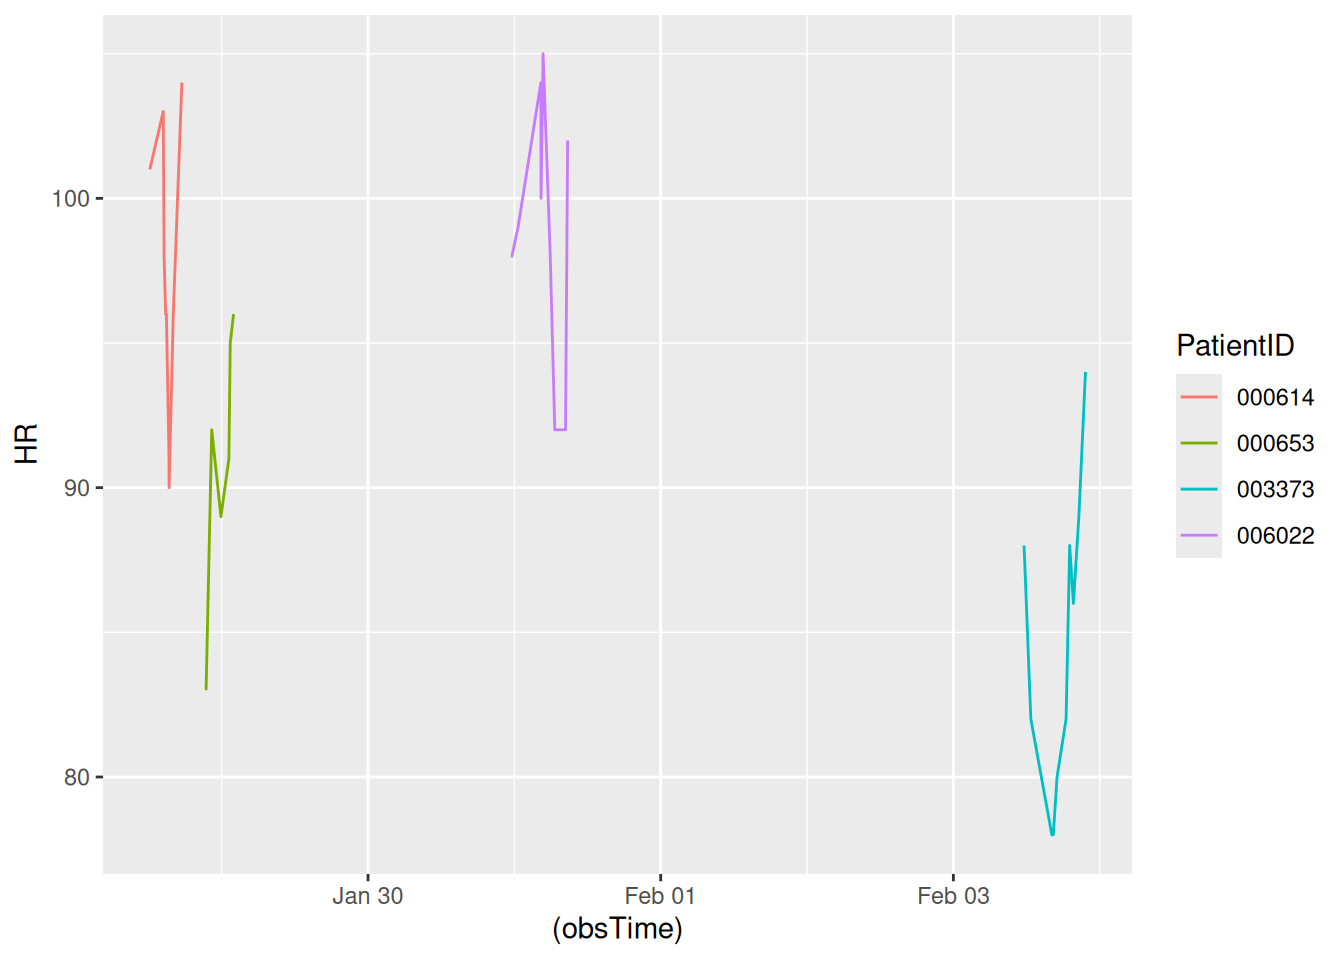 HR
100
90
80
Jan 30
Feb 01
Feb 03
(obsTime)
PatientID
000614
000653
003373
006022